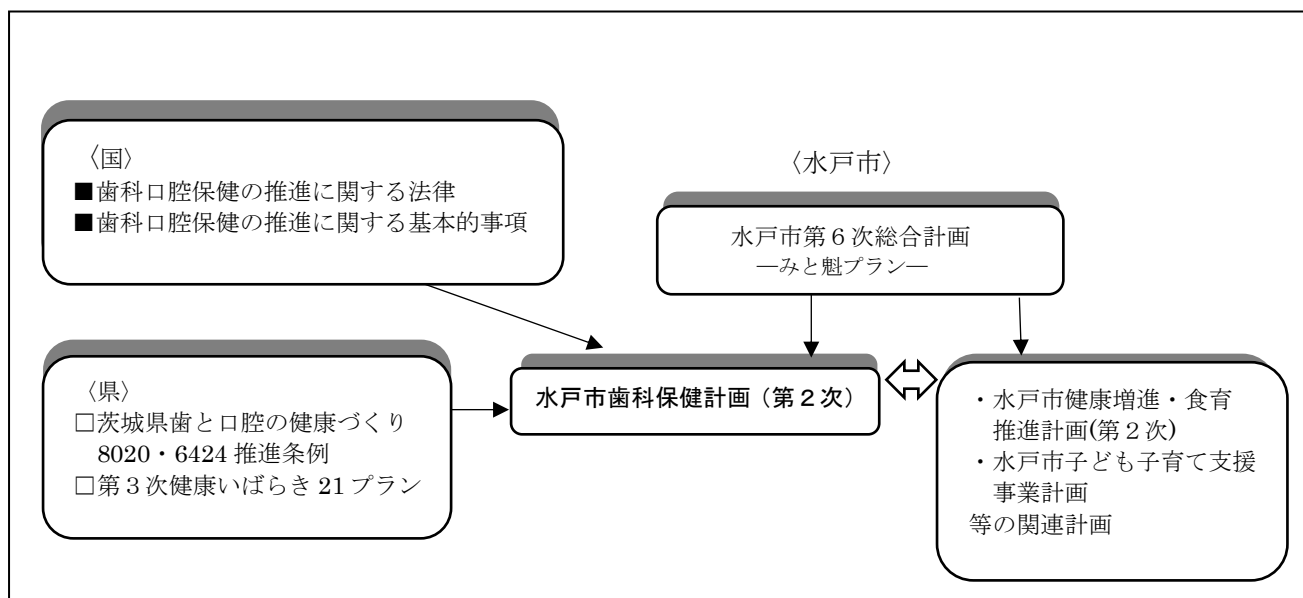 〈国〉
■歯科口腔保健の推進に関する法律
■歯科口腔保健の推進に関する基本的事項
〈水戸市〉
水戸市第6次総合計画
―みと魁プラン―
〈県〉
□茨城県歯と口腔の健康づくり
8020・6424 推進条例
□第3次健康いばらき 21 プラン
水戸市歯科保健計画（第2次）
・水戸市健康増進・食育
推進計画(第2次)
・水戸市子ども子育て支援
事業計画
等の関連計画